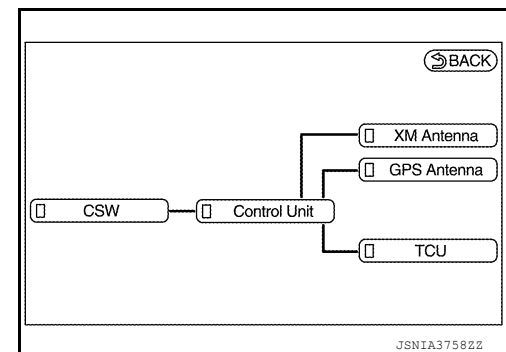 BACK
XM Antenna
GPS Antenna
CSW
Control Unit
TCU
JSNIA3758ZZ